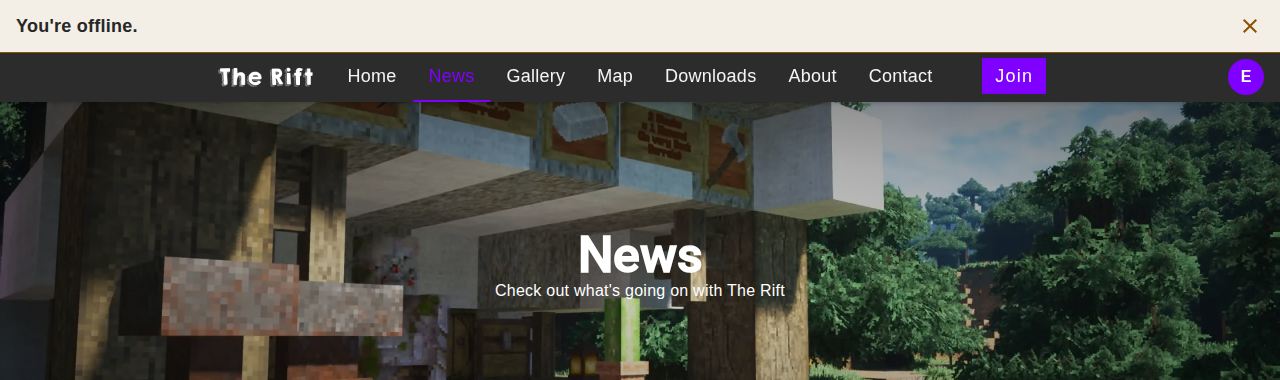 You're offline.
The Rift
Home
News
Gallery
Map
Downloads
About
Contact
Join
E
News
Check out what's going on with The Rift